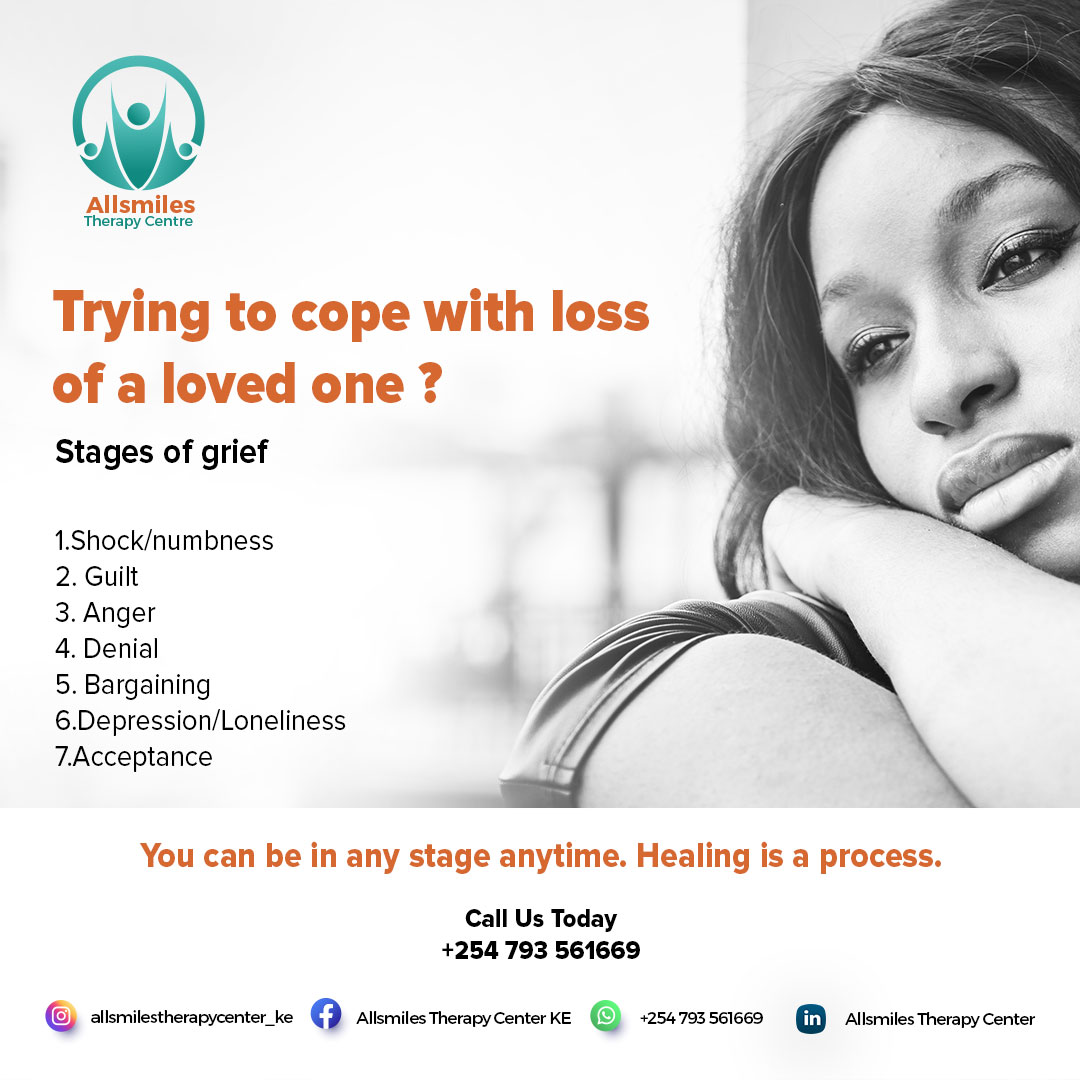 Allsmiles
Therapy Centre
Trying to cope with loss
of a loved one ?
Stages of grief
1.Shock/numbness
2. Guilt
3. Anger
4. Denial
5. Bargaining
6.Depression/Loneliness
7.Acceptance
You can be in any stage anytime. Healing is a process.
Call Us Today
+254 793 561669
allsmilestherapycenter_ke Allsmiles Therapy Center KE +254 793 561669 in Allsmiles Therapy Center